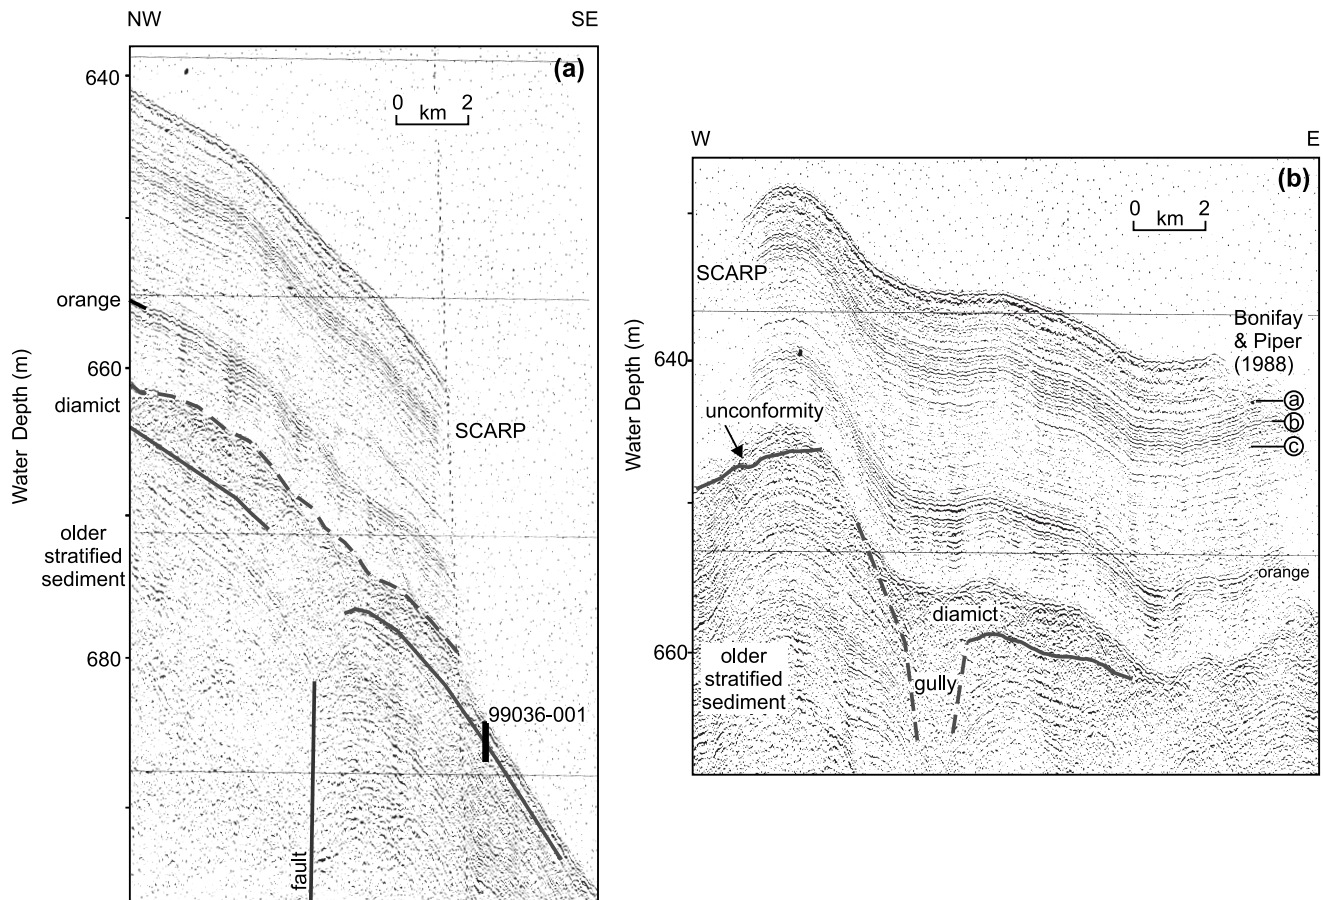 NW
SE
(a)
640
0
2
km
orange
660
diamict
Water Depth (m)
SCARP
older
stratified
sediment
680
99036-001
fault
W
E
(b)
0
2
km
SCARP
Bonifay
& Piper
(1988)
640
a
unconformity
b
c
Water Depth (m)
orange
diamict
660
older
stratified
sediment
gully